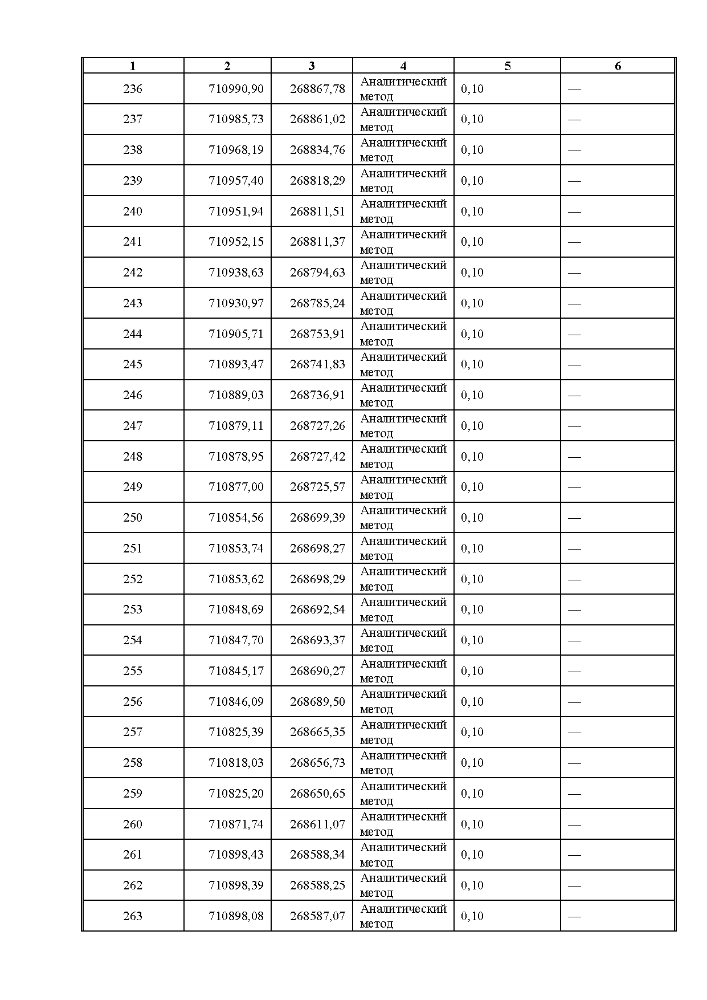 1 2 3 4 5 6
236 710990,90 268867,78 Аналитический метод 0,10 —
237 710985,73 268861,02 Аналитический метод 0,10 —
238 710968,19 268834,76 Аналитический метод 0,10 —
239 710957,40 268818,29 Аналитический метод 0,10 —
240 710951,94 268811,51 Аналитический метод 0,10 —
241 710952,15 268811,37 Аналитический метод 0,10 —
242 710938,63 268794,63 Аналитический метод 0,10 —
243 710930,97 268785,24 Аналитический метод 0,10 —
244 710905,71 268753,91 Аналитический метод 0,10 —
245 710893,47 268741,83 Аналитический метод 0,10 —
246 710889,03 268736,91 Аналитический метод 0,10 —
247 710879,11 268727,26 Аналитический метод 0,10 —
248 710878,95 268727,42 Аналитический метод 0,10 —
249 710877,00 268725,57 Аналитический метод 0,10 —
250 710854,56 268699,39 Аналитический метод 0,10 —
251 710853,74 268698,27 Аналитический метод 0,10 —
252 710853,62 268698,29 Аналитический метод 0,10 —
253 710848,69 268692,54 Аналитический метод 0,10 —
254 710847,70 268693,37 Аналитический метод 0,10 —
255 710845,17 268690,27 Аналитический метод 0,10 —
256 710846,09 268689,50 Аналитический метод 0,10 —
257 710825,39 268665,35 Аналитический метод 0,10 —
258 710818,03 268656,73 Аналитический метод 0,10 —
259 710825,20 268650,65 Аналитический метод 0,10 —
260 710871,74 268611,07 Аналитический метод 0,10 —
261 710898,43 268588,34 Аналитический метод 0,10 —
262 710898,39 268588,25 Аналитический метод 0,10 —
263 710898,08 268587,07 Аналитический метод 0,10 —